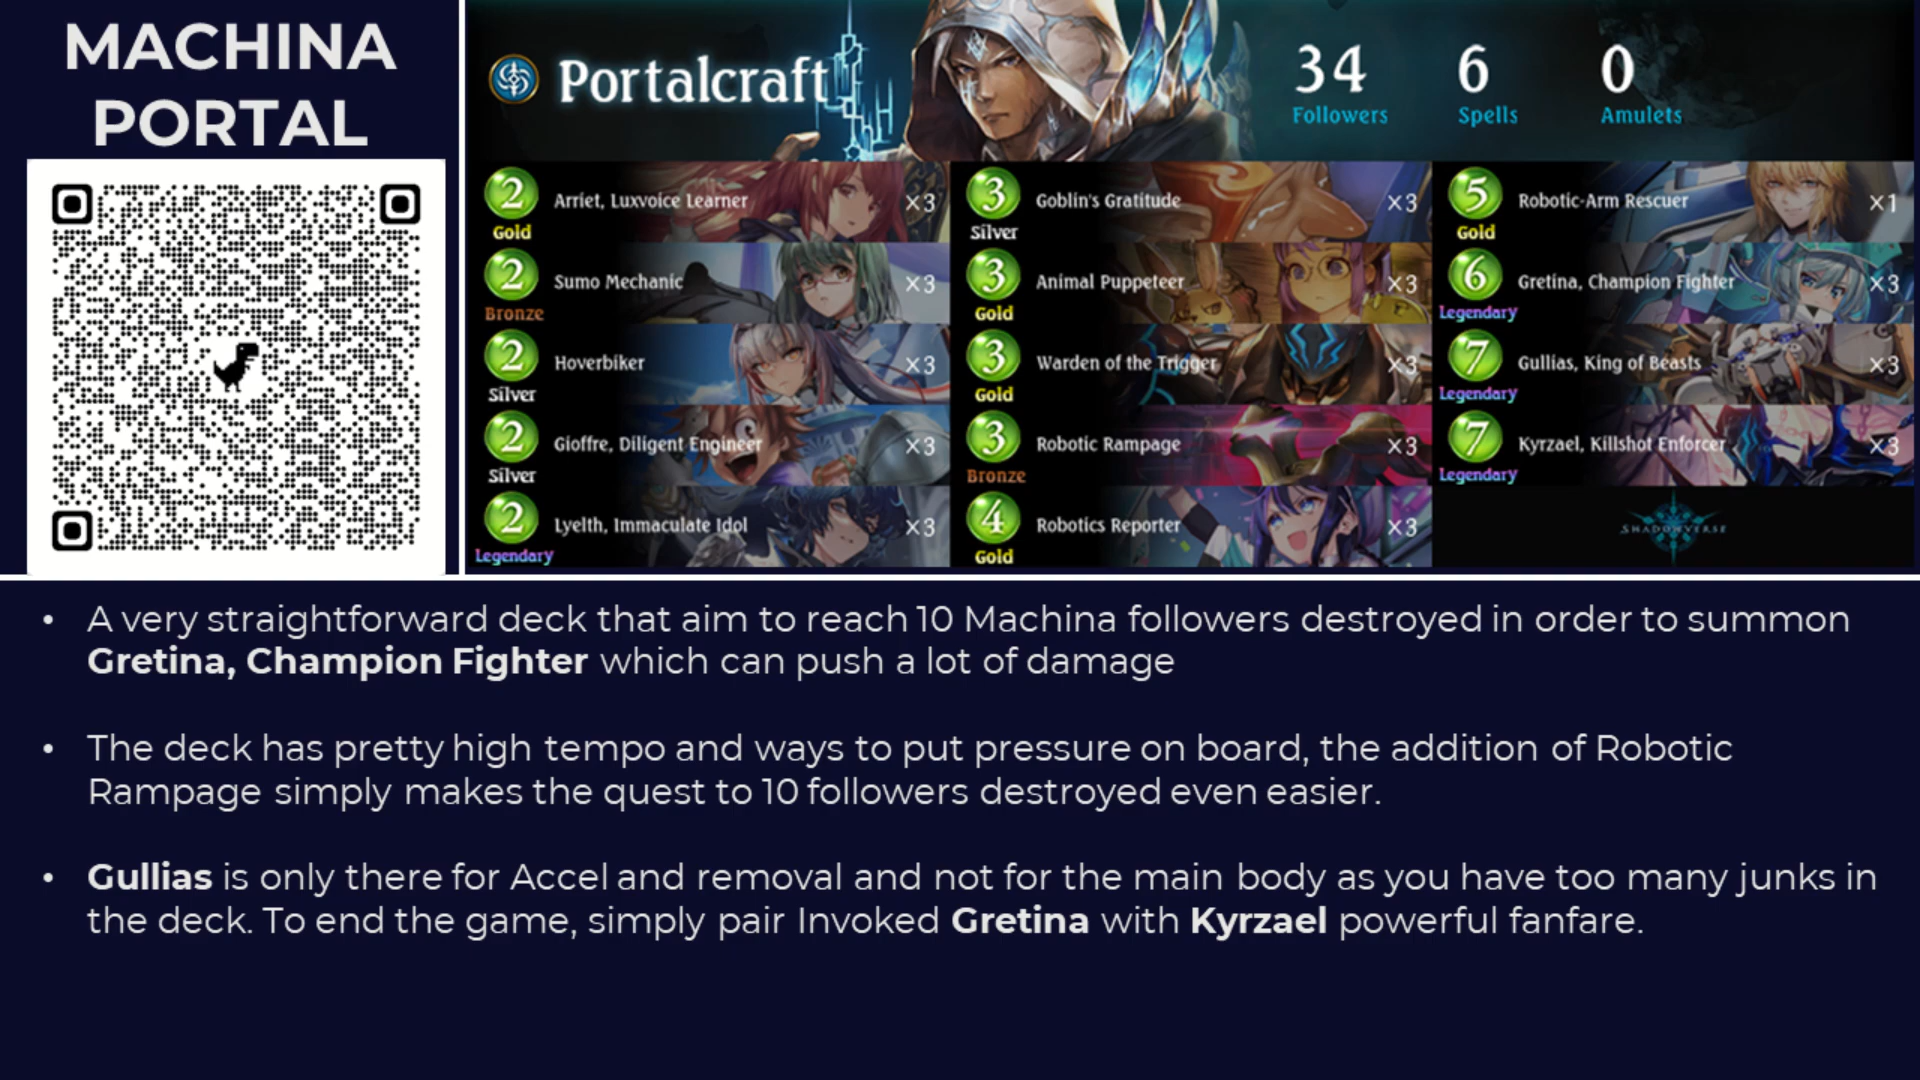 MACHINA
PORTAL
Portalcraft
34
Followers
6
Spells
0
Amulets
2
Gold
Arriet, Luxvoice Learner
×3
2
Bronze
Sumo Mechanic
×3
2
Silver
Hoverbiker
×3
2
Silver
Gioffre, Diligent Engineer
×3
2
Legendary
Lyelth, Immaculate Idol
×3
3
Silver
Goblin's Gratitude
×3
3
Gold
Animal Puppeteer
×3
3
Gold
Warden of the Trigger
×3
3
Bronze
Robotic Rampage
×3
4
Gold
Robotics Reporter
×3
5
Gold
Robotic-Arm Rescuer
×1
6
Legendary
Gretina, Champion Fighter
×3
7
Legendary
Gullias, King of Beasts
×3
7
Legendary
Kyrzael, Killshot Enforcer
×3
SHADOWVERSE
• A very straightforward deck that aim to reach 10 Machina followers destroyed in order to summon
Gretina, Champion Fighter which can push a lot of damage
• The deck has pretty high tempo and ways to put pressure on board, the addition of Robotic
Rampage simply makes the quest to 10 followers destroyed even easier.
• Gullias is only there for Accel and removal and not for the main body as you have too many junks in
the deck. To end the game, simply pair Invoked Gretina with Kyrzael powerful fanfare.